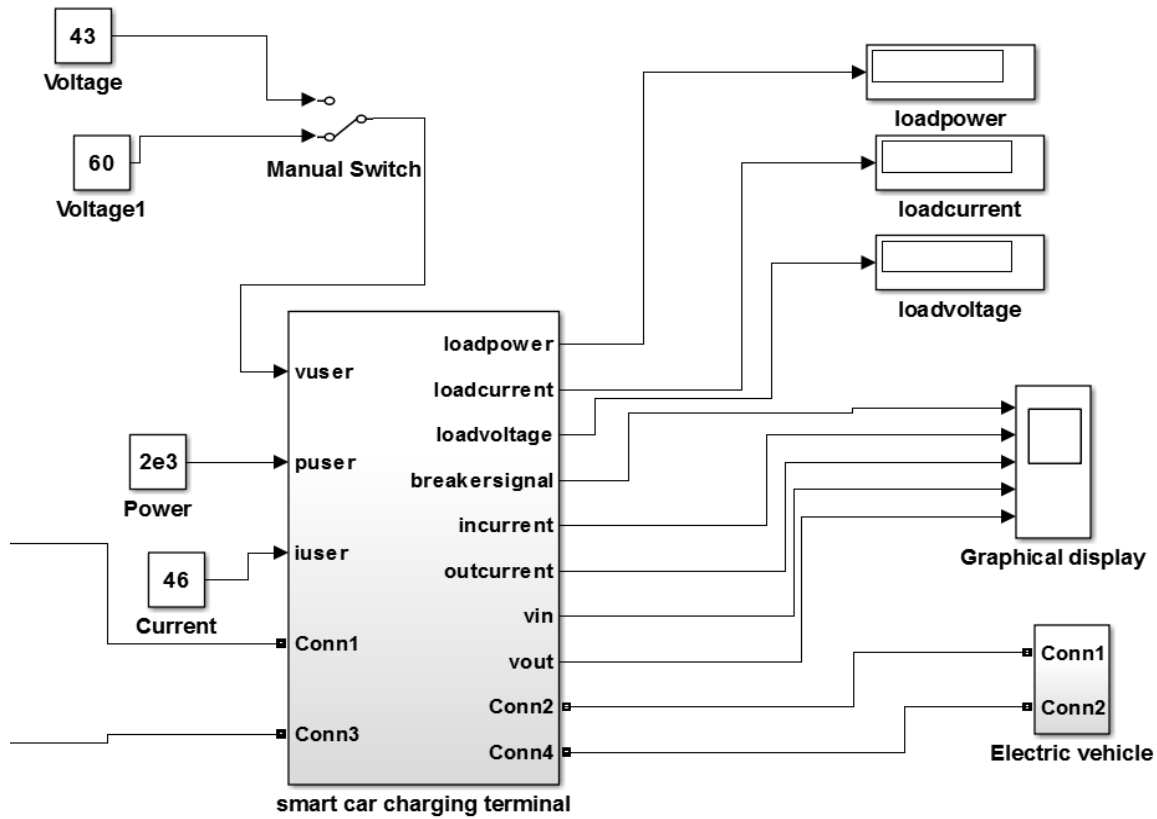 43
Voltage
60
Voltage1
Manual Switch
loadpower
loadcurrent
loadvoltage
vuser
puser
iuser
Conn1
Conn3
loadpower
loadcurrent
loadvoltage
breakersignal
incurrent
outcurrent
vin
vout
Conn2
Conn4
smart car charging terminal
2e3
Power
46
Current
Graphical display
Conn1
Conn2
Electric vehicle